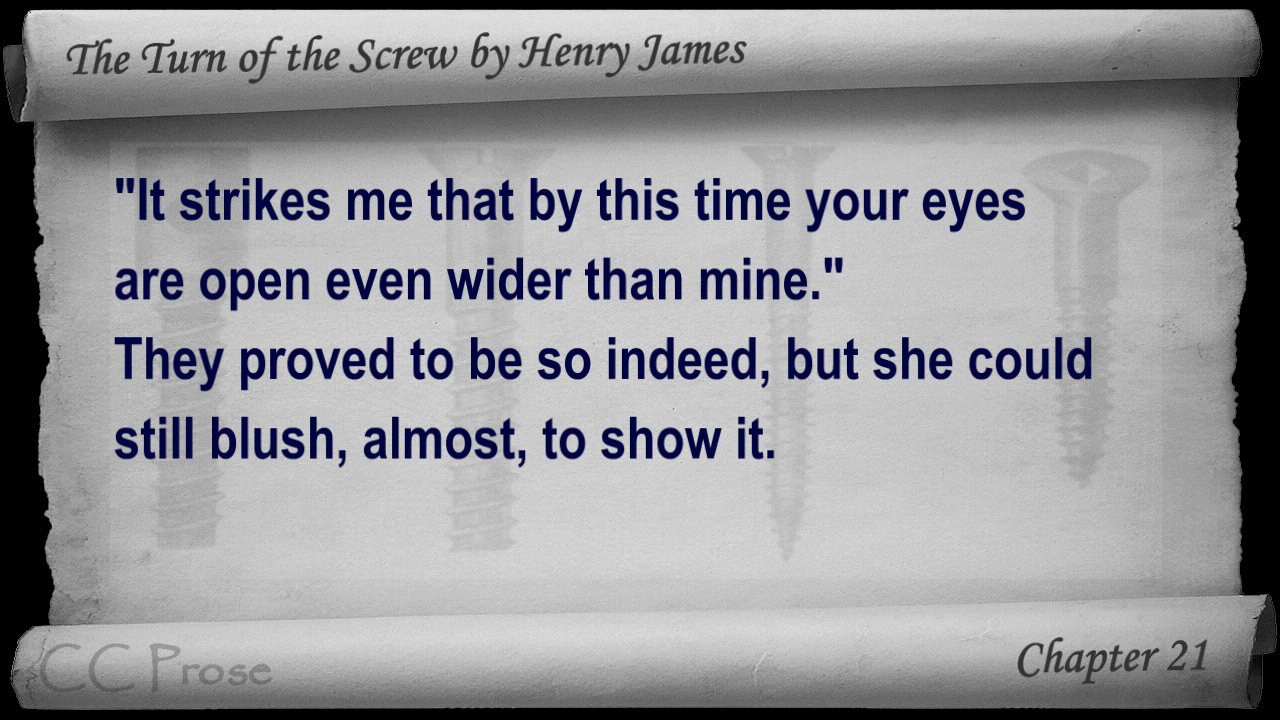 The Turn of the Screw by Henry James
"It strikes me that by this time your eyes
are open even wider than mine."
They proved to be so indeed, but she could
still blush, almost, to show it.
CC Prose
Chapter 21